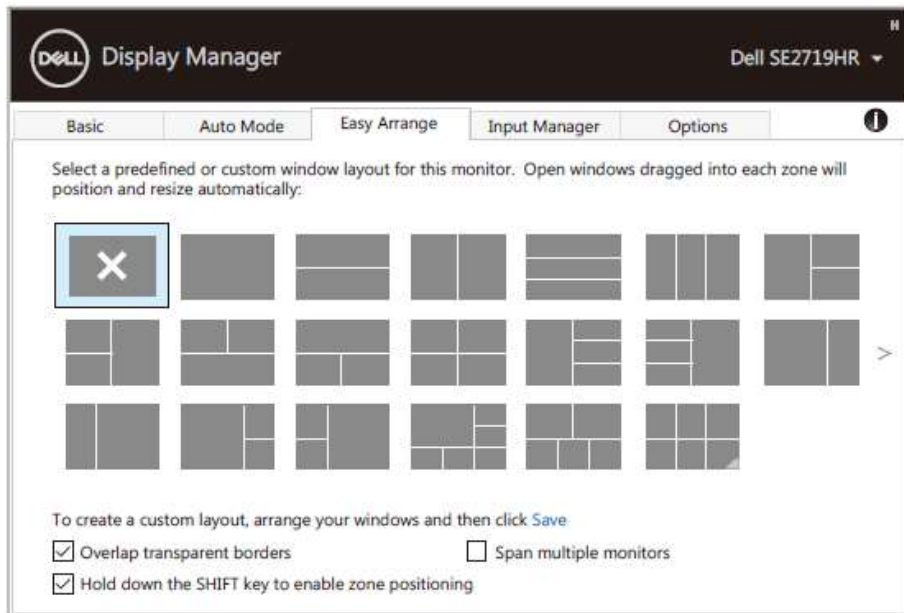 DELL Display Manager
Dell SE2719HR
Basic Auto Mode Easy Arrange Input Manager Options
Select a predefined or custom window layout for this monitor. Open windows dragged into each zone will
position and resize automatically:
>
To create a custom layout, arrange your windows and then click Save
Overlap transparent borders
Span multiple monitors
Hold down the SHIFT key to enable zone positioning